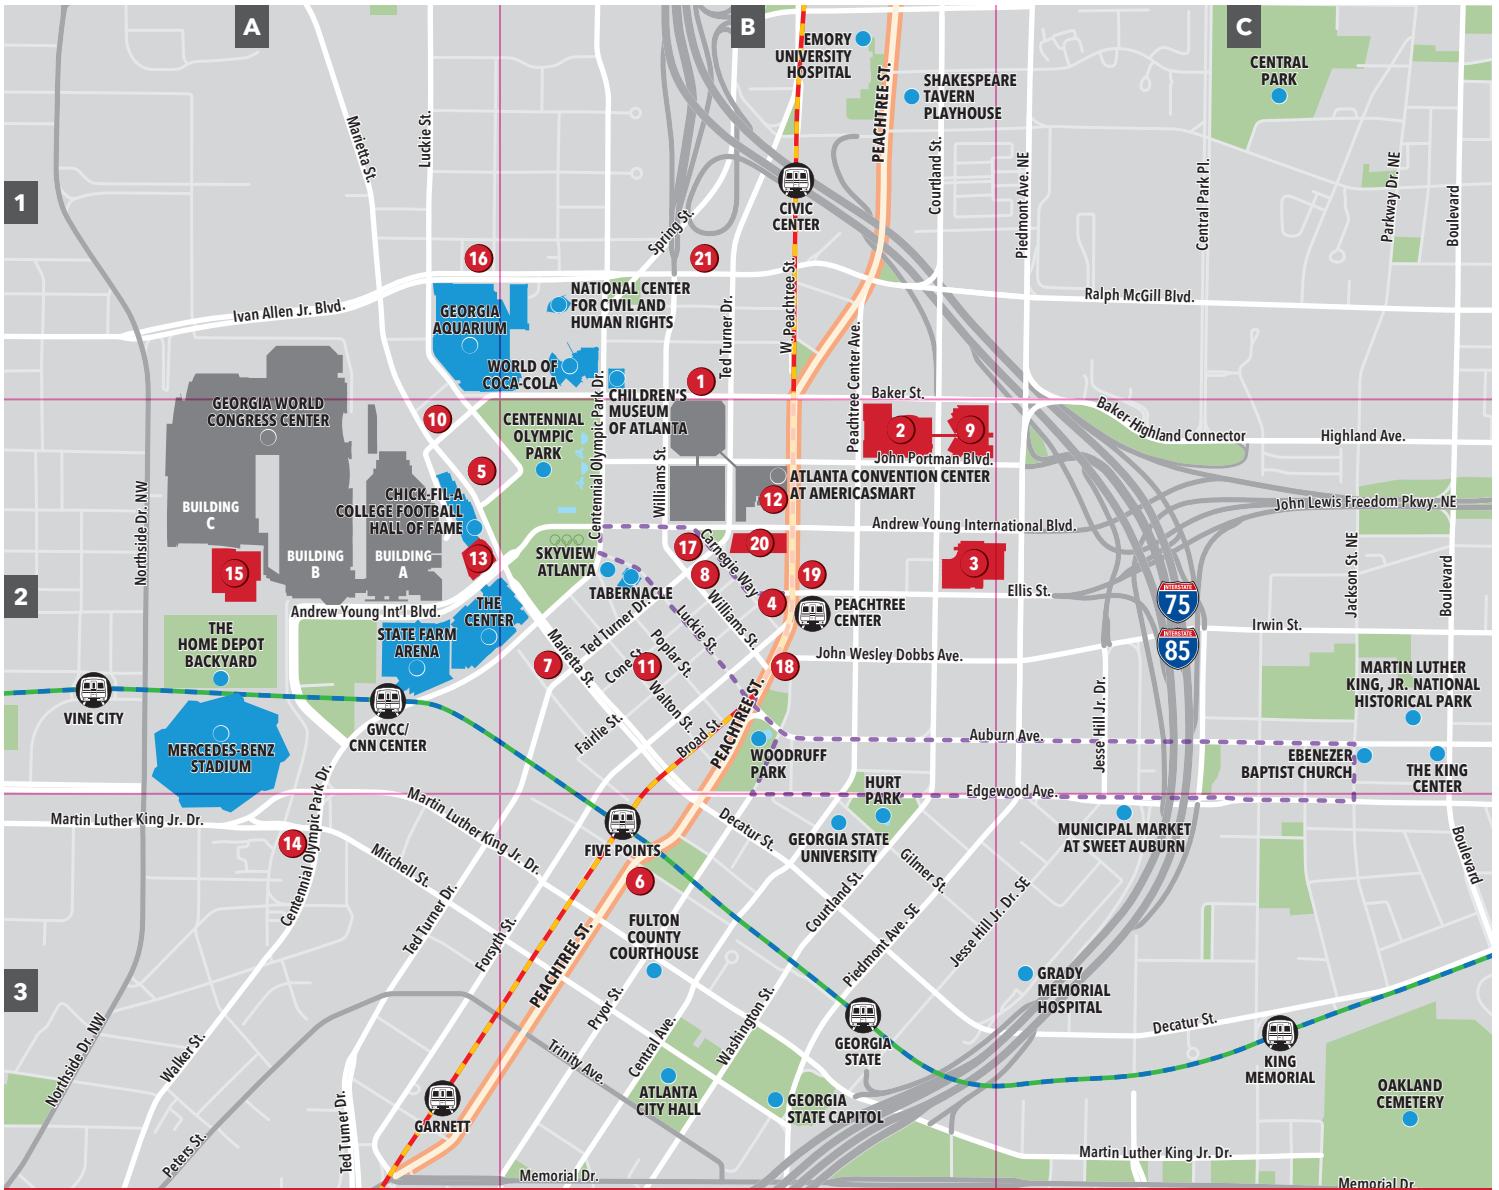 A
B
C
1
2
3
EMORY
UNIVERSITY
HOSPITAL
PEACHTREE ST.
SHAKESPEARE
TAVERN
PLAYHOUSE
CENTRAL
PARK
Marietta St.
Luckie St.
Courtland St.
Piedmont Ave. NE
Central Park Pl.
Parkway Dr. NE
Boulevard
CIVIC
CENTER
Spring St.
16
21
Ivan Allen Jr. Blvd.
GEORGIA
AQUARIUM
NATIONAL CENTER
FOR CIVIL AND
HUMAN RIGHTS
Ted Turner Dr.
W. Peachtree St.
Peachtree Center Ave.
Ralph McGill Blvd.
WORLD OF
COCA-COLA
CHILDREN'S
MUSEUM
OF ATLANTA
1
Baker St.
Baker-Highland Connector
Highland Ave.
GEORGIA WORLD
CONGRESS CENTER
10
CENTENNIAL
OLYMPIC
PARK
Centennial Olympic Park Dr.
Williams St.
2
9
John Portman Blvd.
5
ATLANTA CONVENTION CENTER
AT AMERICASMART
12
John Lewis Freedom Pkwy. NE
Northside Dr. NW
BUILDING
C
BUILDING
B
BUILDING
A
CHICK-FIL-A
COLLEGE FOOTBALL
HALL OF FAME
Andrew Young International Blvd.
13
15
SKYVIEW
ATLANTA
TABERNACLE
17
Carnegie Way
20
8
19
3
4
Ellis St.
Jackson St. NE
Boulevard
INTERSTATE
75
INTERSTATE
85
PEACHTREE
CENTER
Andrew Young Int'l Blvd.
THE
CENTER
STATE FARM
ARENA
THE
HOME DEPOT
BACKYARD
Ted Turner Dr.
Luckie St.
Williams St.
Irwin St.
Marietta St.
7
Cone St.
11
Poplar St.
Walton St.
18
John Wesley Dobbs Ave.
MARTIN LUTHER
KING, JR. NATIONAL
HISTORICAL PARK
VINE CITY
GWCC/
CNN CENTER
Fairlie St.
Broad St.
PEACHTREE ST.
Jesse Hill Jr. Dr.
MERCEDES-BENZ
STADIUM
WOODRUFF
PARK
Auburn Ave.
EBENEZER
BAPTIST CHURCH
THE KING
CENTER
HURT
PARK
Edgewood Ave.
Martin Luther King Jr. Dr.
Centennial Olympic Park Dr.
Martin Luther King Jr. Dr.
14
Mitchell St.
FIVE POINTS
Decatur St.
GEORGIA STATE
UNIVERSITY
MUNICIPAL MARKET
AT SWEET AUBURN
Boulevard
6
Gilmer St.
Ted Turner Dr.
Forsyth St.
FULTON
COUNTY
COURTHOUSE
Courtland St.
Piedmont Ave. SE
Jesse Hill Jr. Dr. SE
PEACHTREE ST.
Pryor St.
Washington St.
GRADY
MEMORIAL
HOSPITAL
Decatur St.
GEORGIA
STATE
KING
MEMORIAL
Northside Dr. NW
Walker St.
Trinity Ave.
Central Ave.
ATLANTA
CITY HALL
GEORGIA
STATE CAPITOL
OAKLAND
CEMETERY
GARNETT
Ted Turner Dr.
Peters St.
Memorial Dr.
Martin Luther King Jr. Dr.
Memorial Dr.